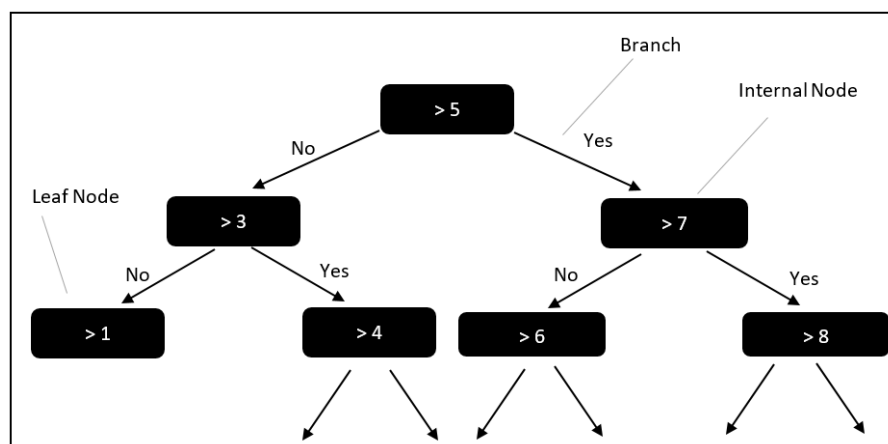 Branch
Internal Node
> 5
No
Yes
Leaf Node
> 3
> 7
No
Yes
No
Yes
> 1
> 4
> 6
> 8